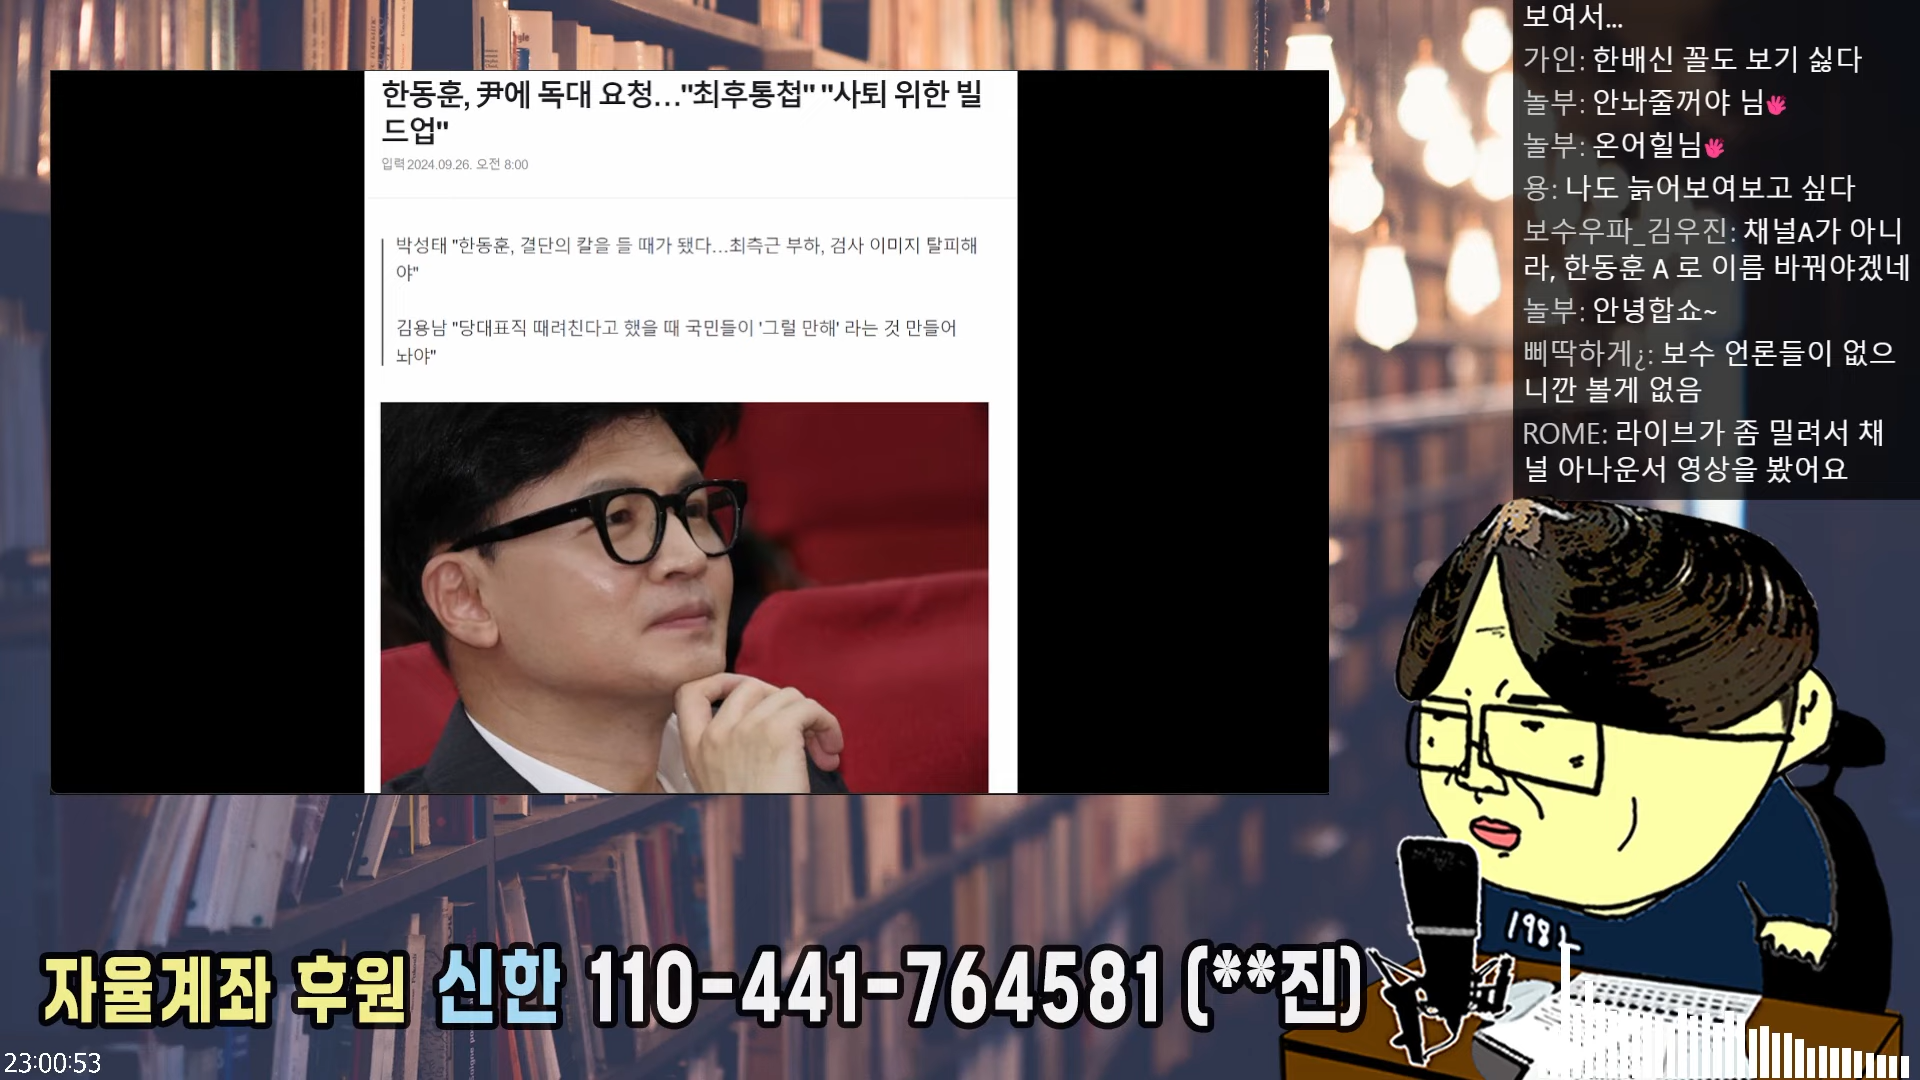 한동훈, 尹에 독대 요청…"최후통첩" "사퇴 위한 빌
드업"
입력 2024.09.26. 오전 8:00
박성태 "한동훈, 결단의 칼을 들 때가 됐다…최측근 부하, 검사 이미지 탈피해
야"
김용남 "당대표직 때려친다고 했을 때 국민들이 '그럴 만해' 라는 것 만들어
놔야"
보여서...
가인: 한배신 꼴도 보기 싫다
놀부: 안놔줄꺼야 님
놀부: 온어힐님
용: 나도 늙어보여보고 싶다
보수우파_김우진: 채널A가 아니
라, 한동훈 A 로 이름 바꿔야겠네
놀부: 안녕합쇼~
삐딱하게¿: 보수 언론들이 없으
니깐 볼게 없음
ROME: 라이브가 좀 밀려서 채
널 아나운서 영상을 봤어요
자율계좌 후원 신한 110-441-764581 (**진)
23:00:53